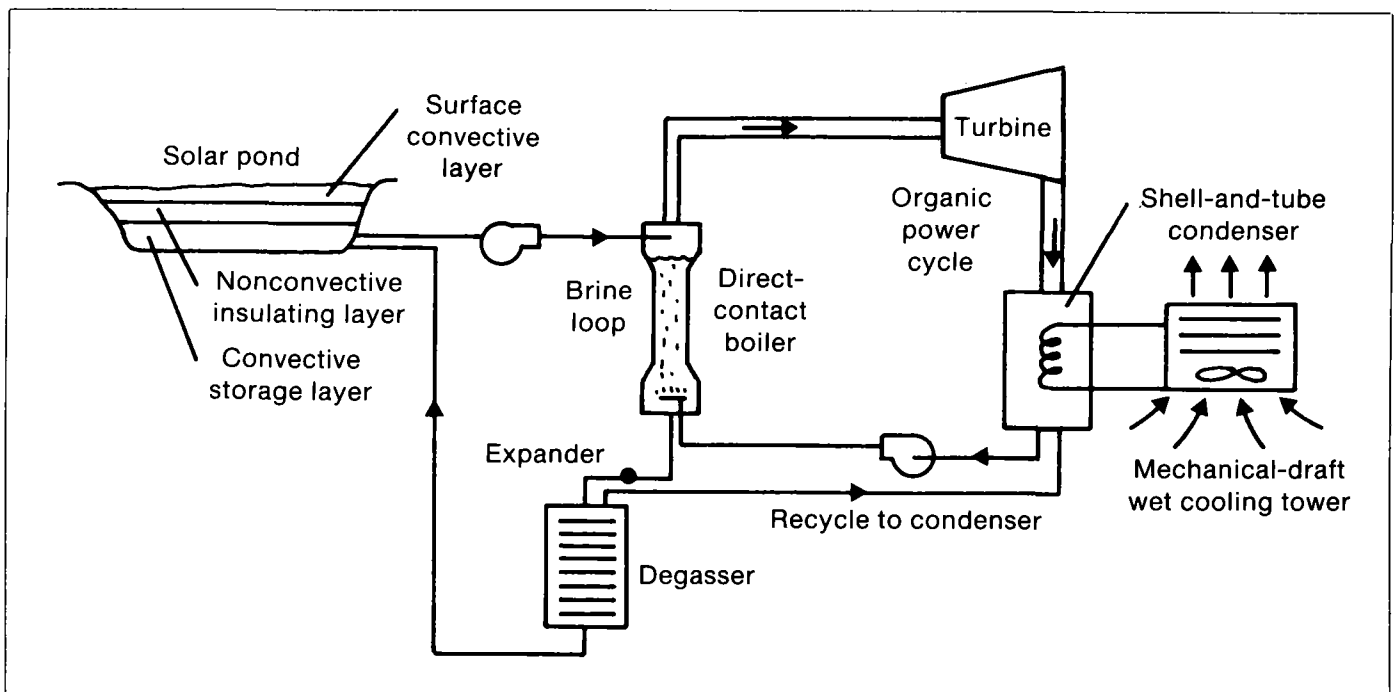 Solar pond
Surface
convective
layer
Nonconvective
insulating layer
Convective
storage layer
Brine
loop
Direct-
contact
boiler
Turbine
Organic
power
cycle
Shell-and-tube
condenser
Mechanical-draft
wet cooling tower
Expander
Recycle to condenser
Degasser